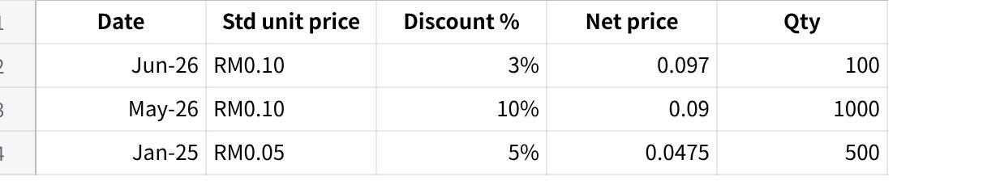 Date Std unit price Discount % Net price Qty
2 Jun-26 RM0.10 3% 0.097 100
3 May-26 RM0.10 10% 0.09 1000
4 Jan-25 RM0.05 5% 0.0475 500